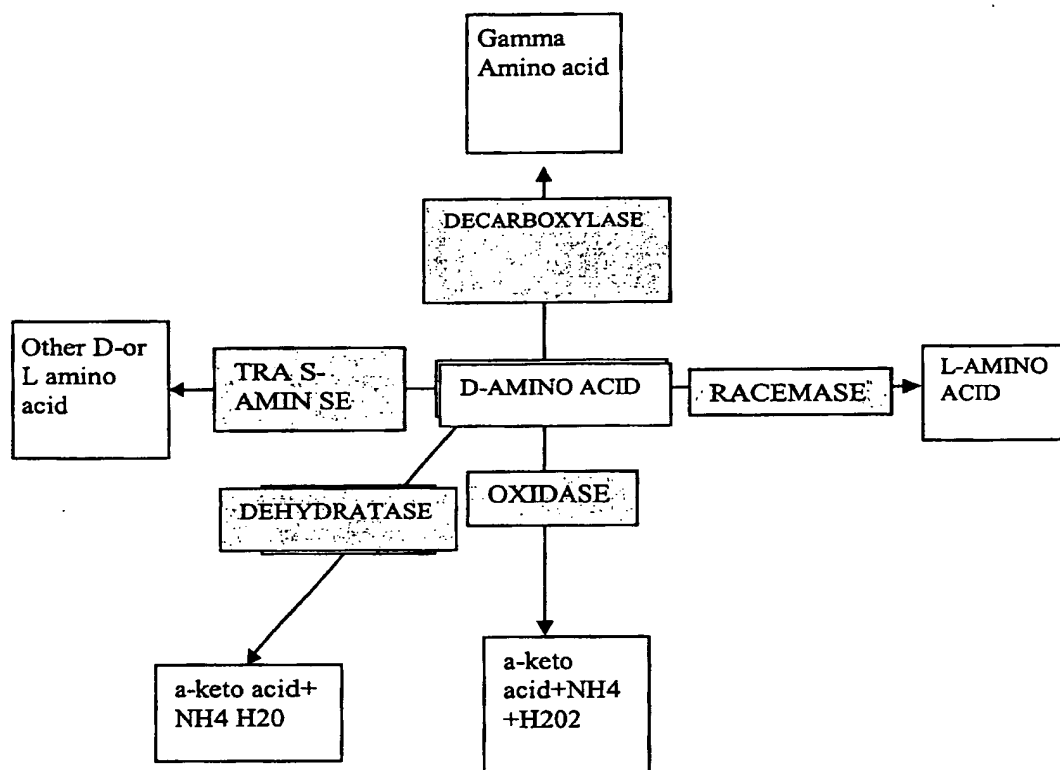 Gamma
Amino acid
DECARBOXYLASE
Other D-or
L amino
acid
TRA S-
AMIN SE
D-AMINO ACID
RACEMASE
L-AMINO
ACID
DEHYDRATASE
OXIDASE
a-keto acid+
NH4 H20
a-keto
acid+NH4
+H202